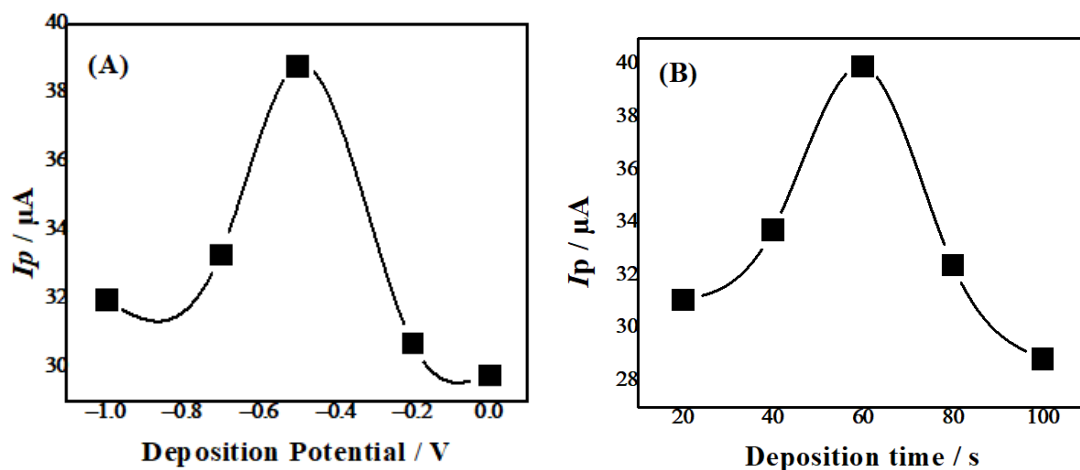 (A)
40
38
36
34
32
30
Ip / μA
–1.0 –0.8 –0.6 –0.4 –0.2 0.0
Deposition Potential / V
(B)
40
38
36
34
32
30
28
Ip / μA
20 40 60 80 100
Deposition time / s